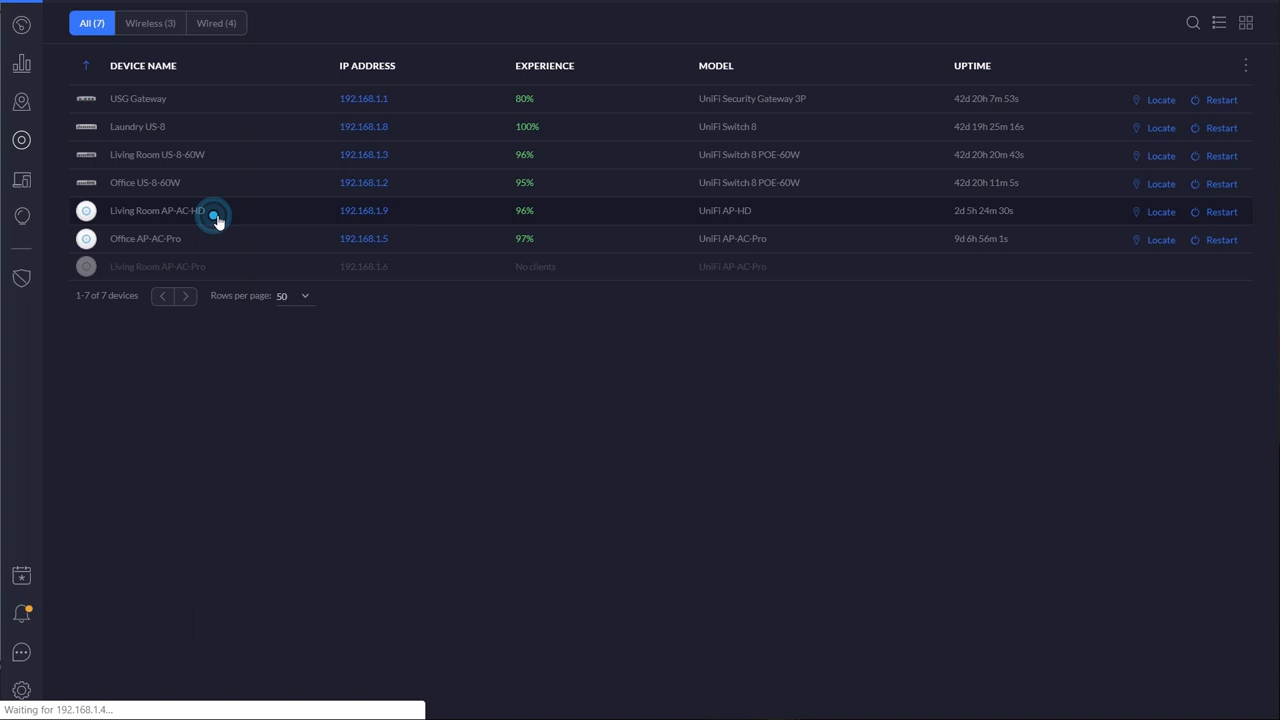 All (7) Wireless (3) Wired (4)
DEVICE NAME IP ADDRESS EXPERIENCE MODEL UPTIME
USG Gateway 192.168.1.1 80% UniFi Security Gateway 3P 42d 20h 7m 53s Locate Restart
Laundry US-8 192.168.1.8 100% UniFi Switch 8 42d 19h 25m 16s Locate Restart
Living Room US-8-60W 192.168.1.3 96% UniFi Switch 8 POE-60W 42d 20h 20m 43s Locate Restart
Office US-8-60W 192.168.1.2 95% UniFi Switch 8 POE-60W 42d 20h 11m 5s Locate Restart
Living Room AP-AC-HD 192.168.1.9 96% UniFi AP-HD 2d 5h 24m 30s Locate Restart
Office AP-AC-Pro 192.168.1.5 97% UniFi AP-AC-Pro 9d 6h 56m 1s Locate Restart
Living Room AP-AC-Pro 192.168.1.6 No clients UniFi AP-AC-Pro
1-7 of 7 devices Rows per page: 50
Waiting for 192.168.1.4...